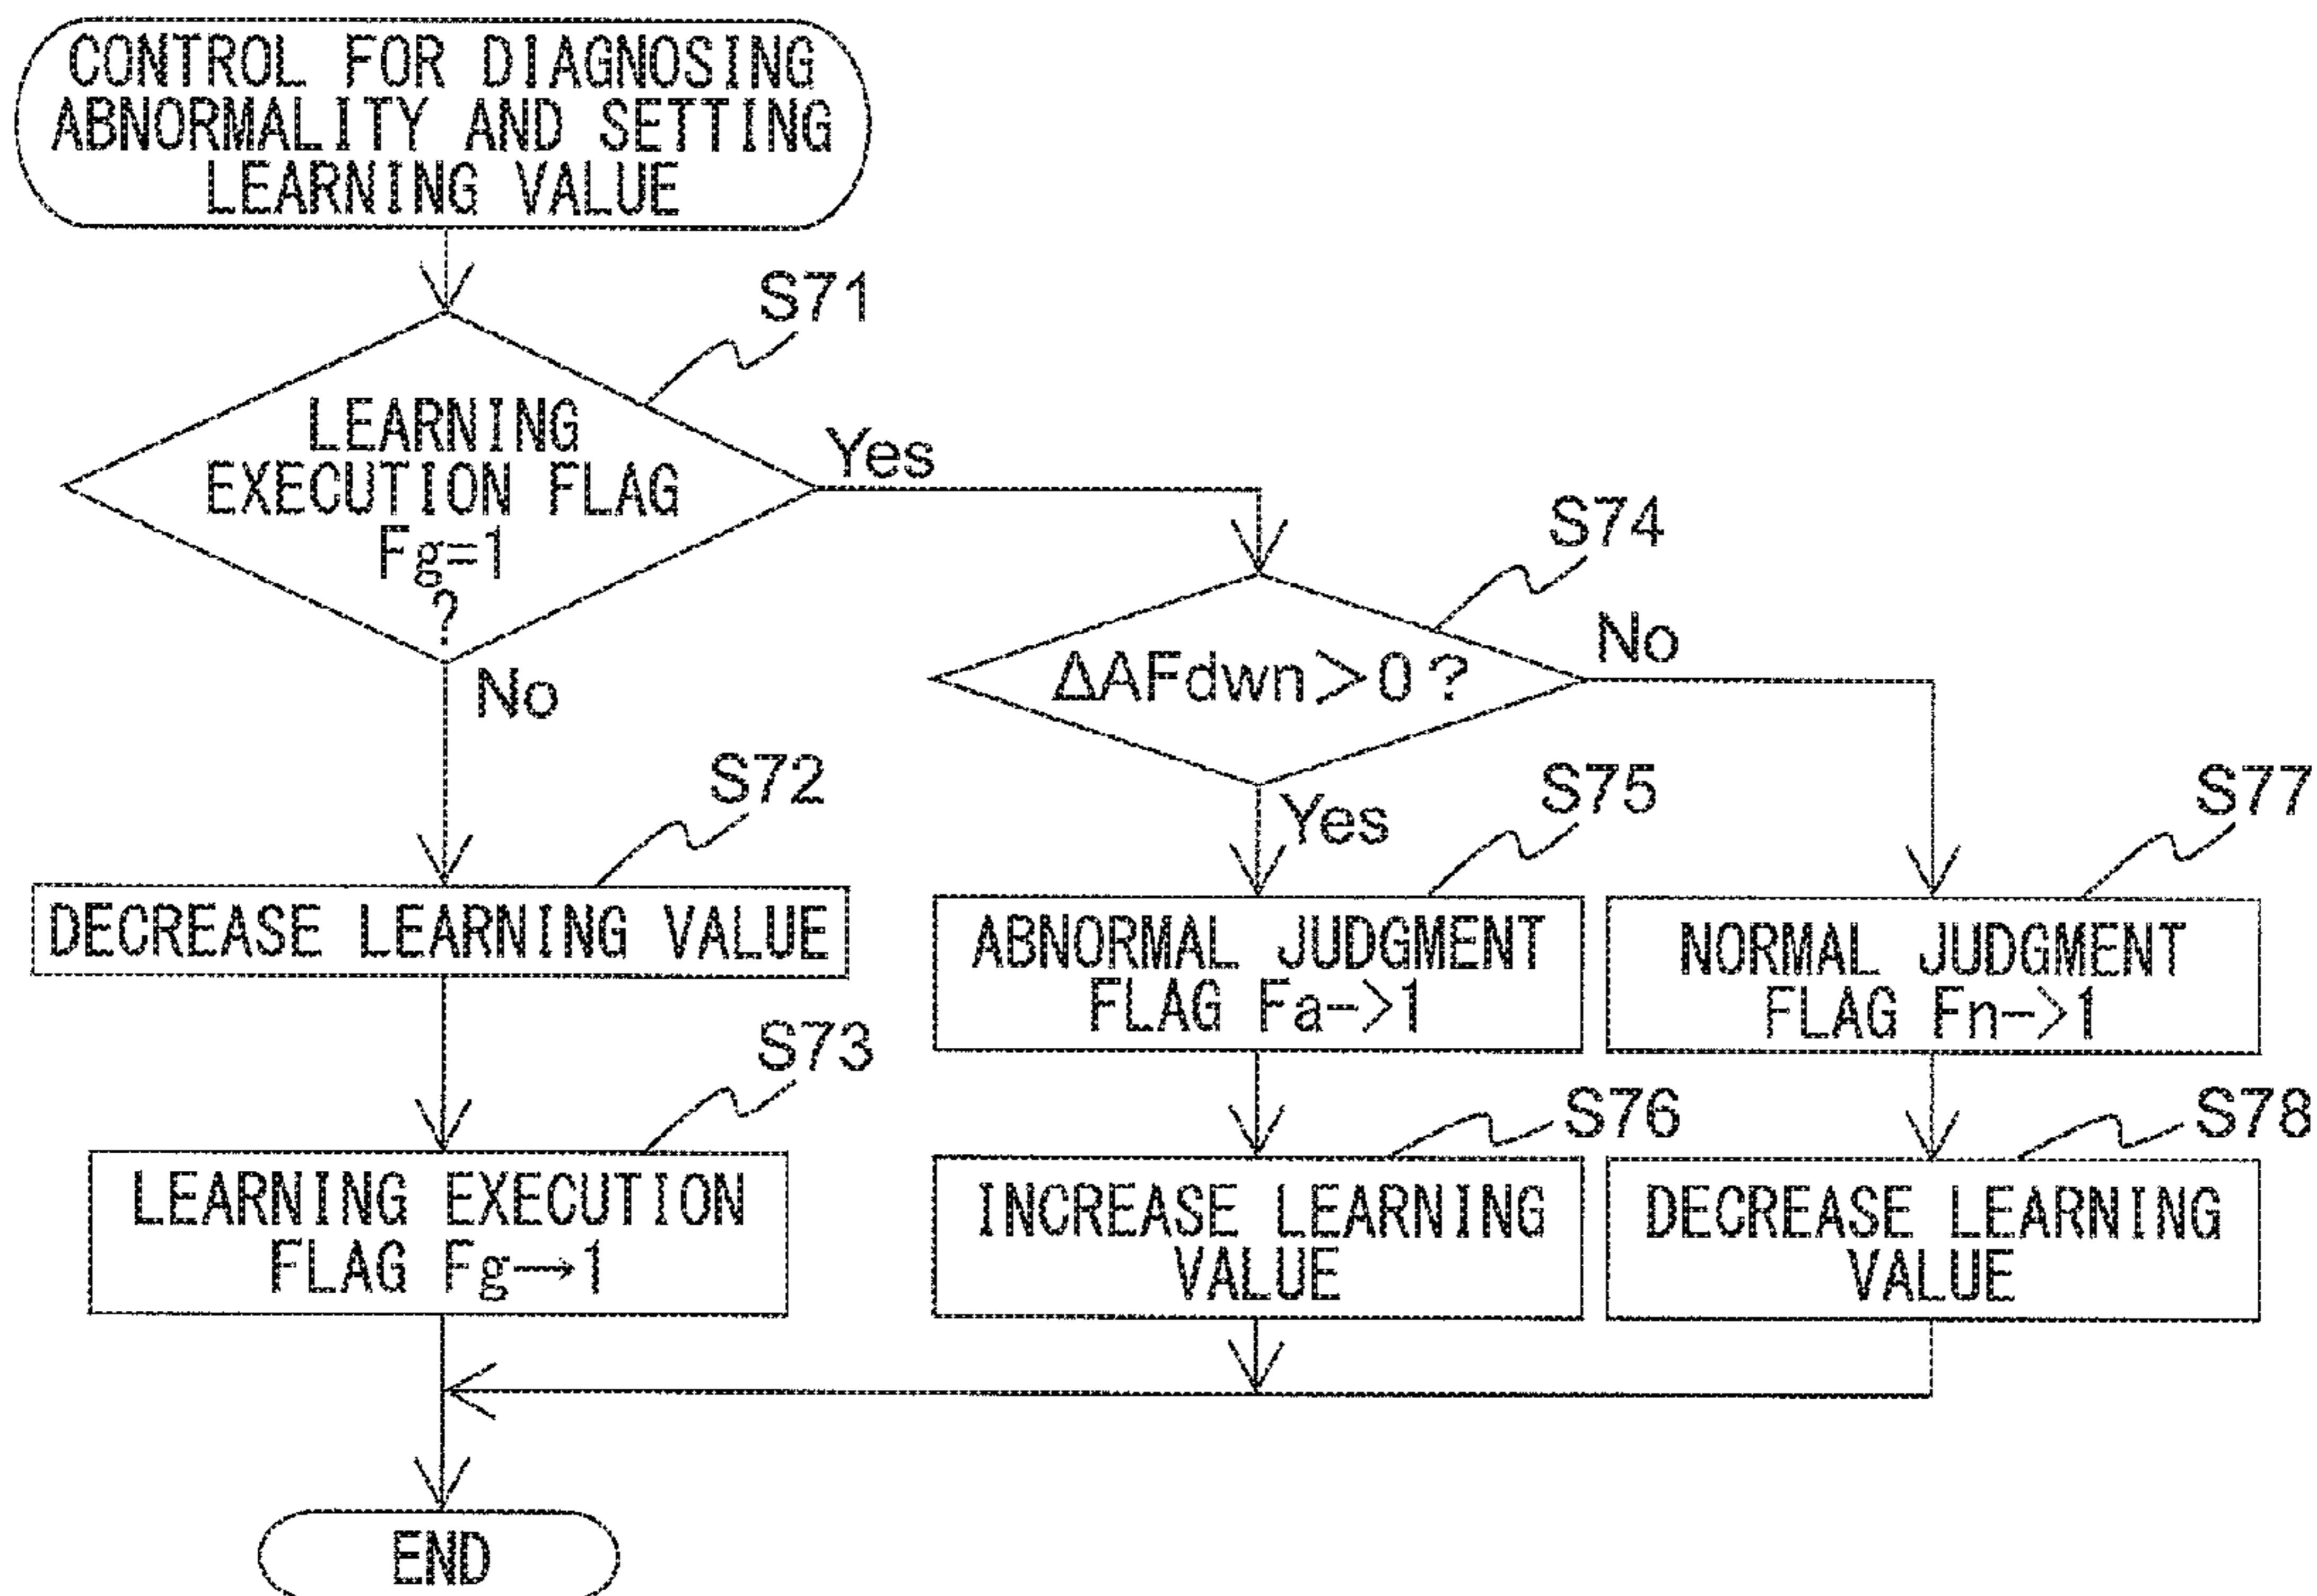 CONTROL FOR DIAGNOSING
ABNORMALITY AND SETTING
LEARNING VALUE
S71
LEARNING
EXECUTION FLAG
Fg=1
?
Yes
No
S74
ΔAFdwn>0?
No
Yes
S72
DECREASE LEARNING VALUE
S73
LEARNING EXECUTION
FLAG Fg→1
S75
ABNORMAL JUDGMENT
FLAG Fa->1
S76
INCREASE LEARNING
VALUE
S77
NORMAL JUDGMENT
FLAG Fn->1
S78
DECREASE LEARNING
VALUE
END